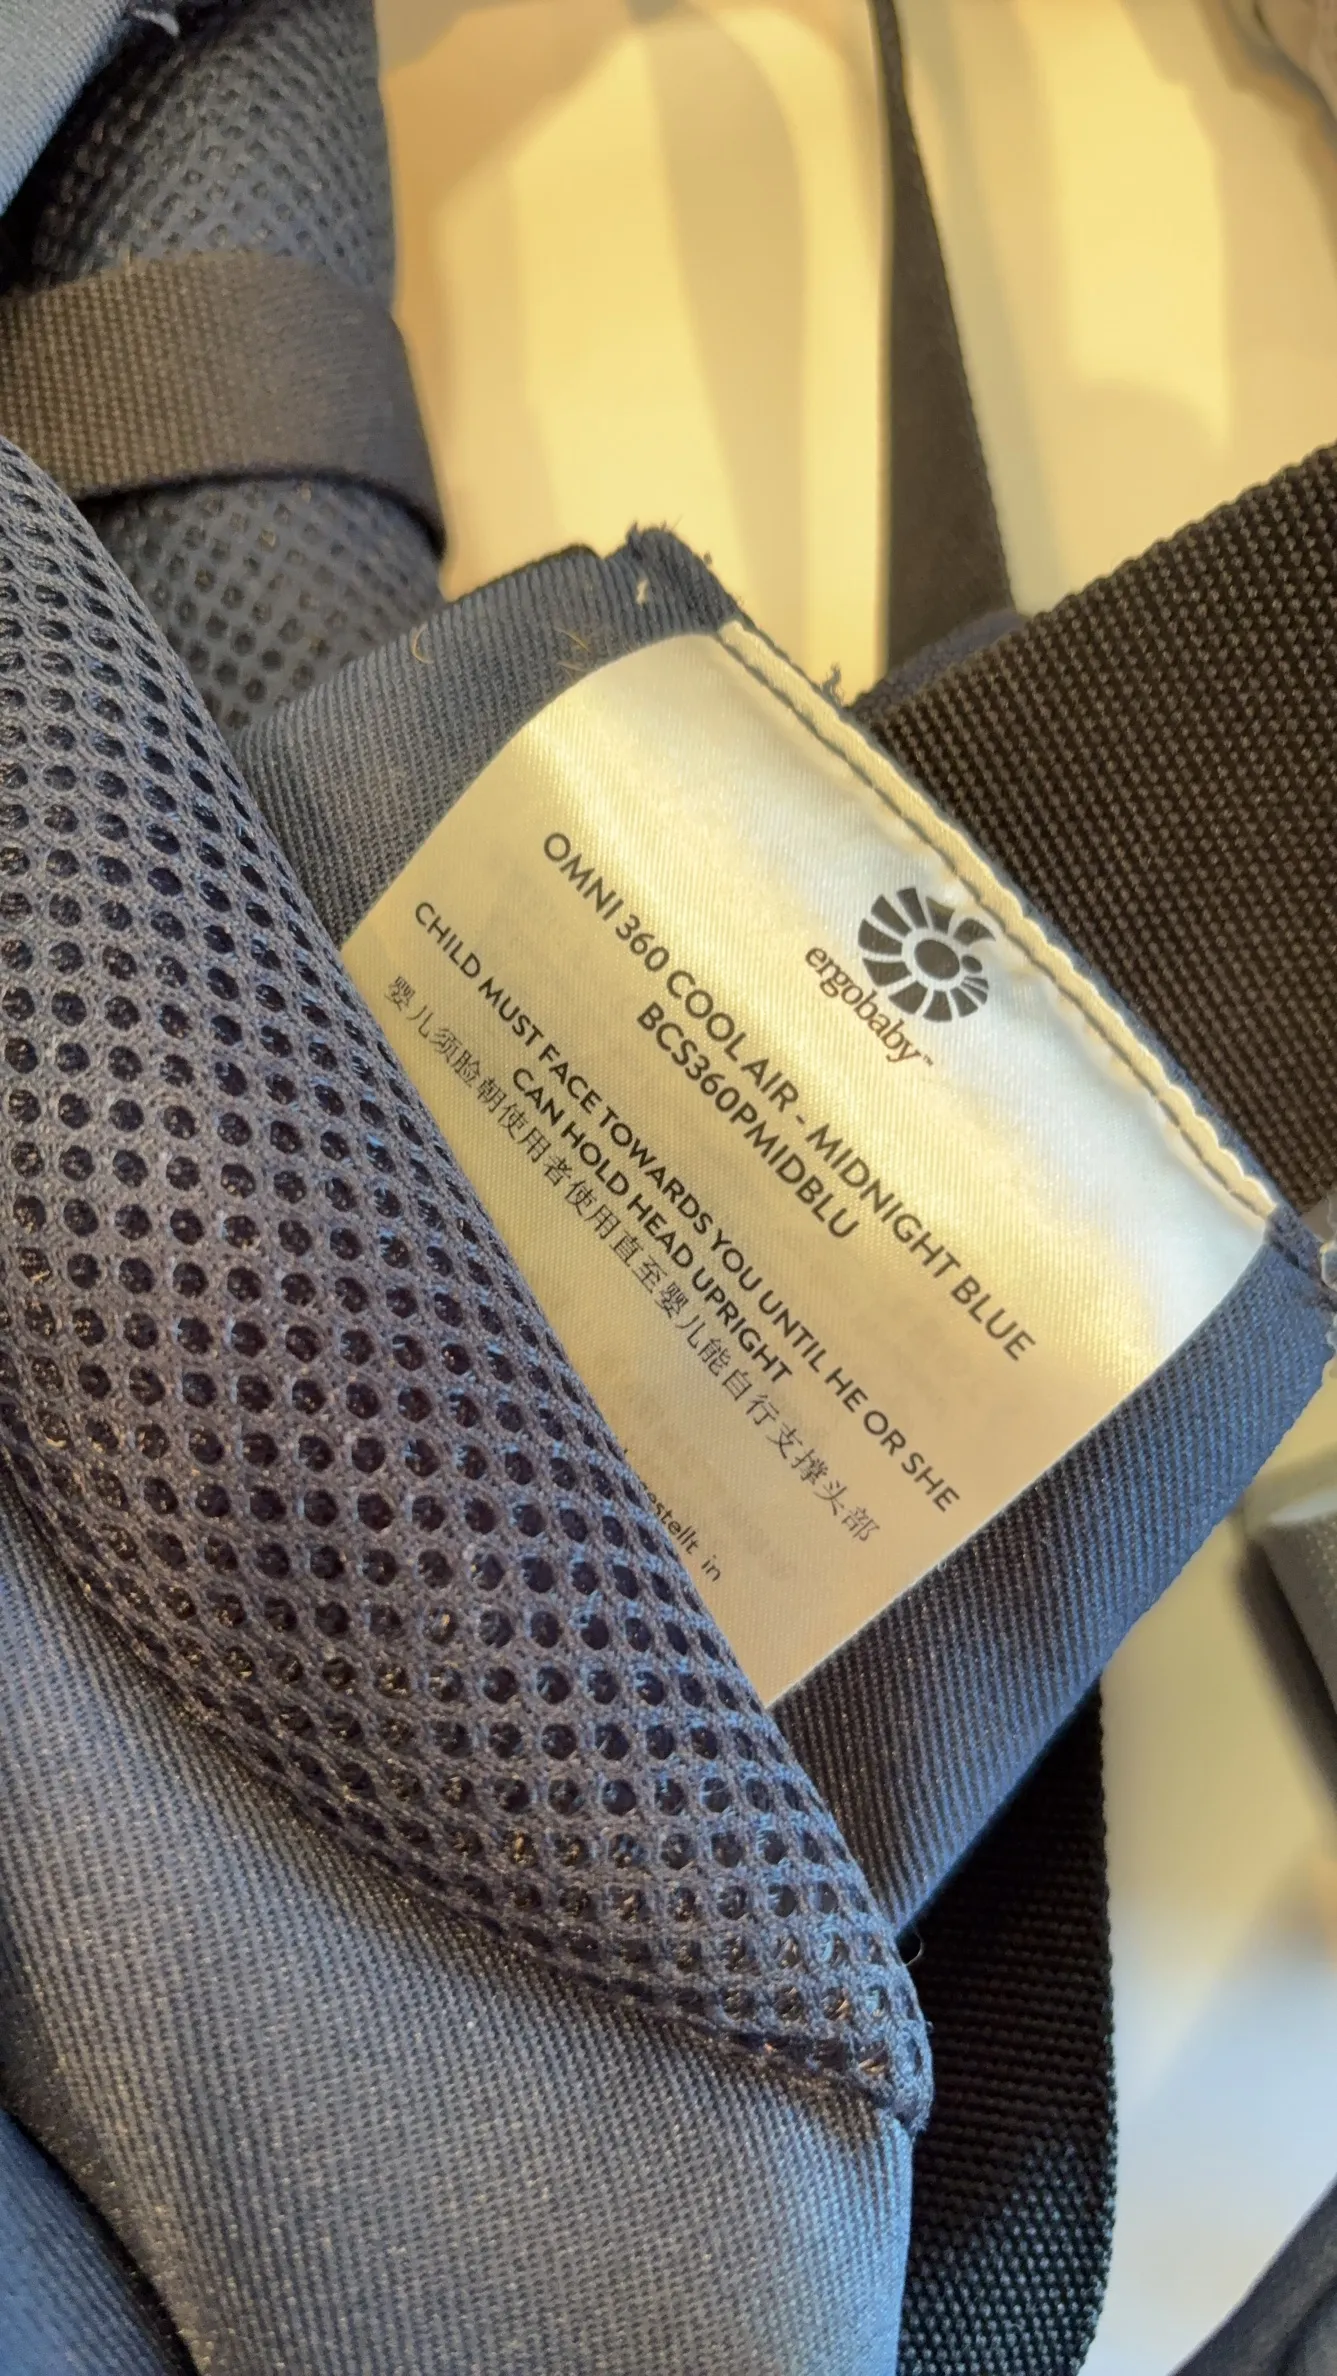 ergobaby™
OMNI 360 COOL AIR - MIDNIGHT BLUE
BCS360PMIDBLU
CHILD MUST FACE TOWARDS YOU UNTIL HE OR SHE
CAN HOLD HEAD UPRIGHT
婴儿须脸朝使用者使用直至婴儿能自行支撑头部
in